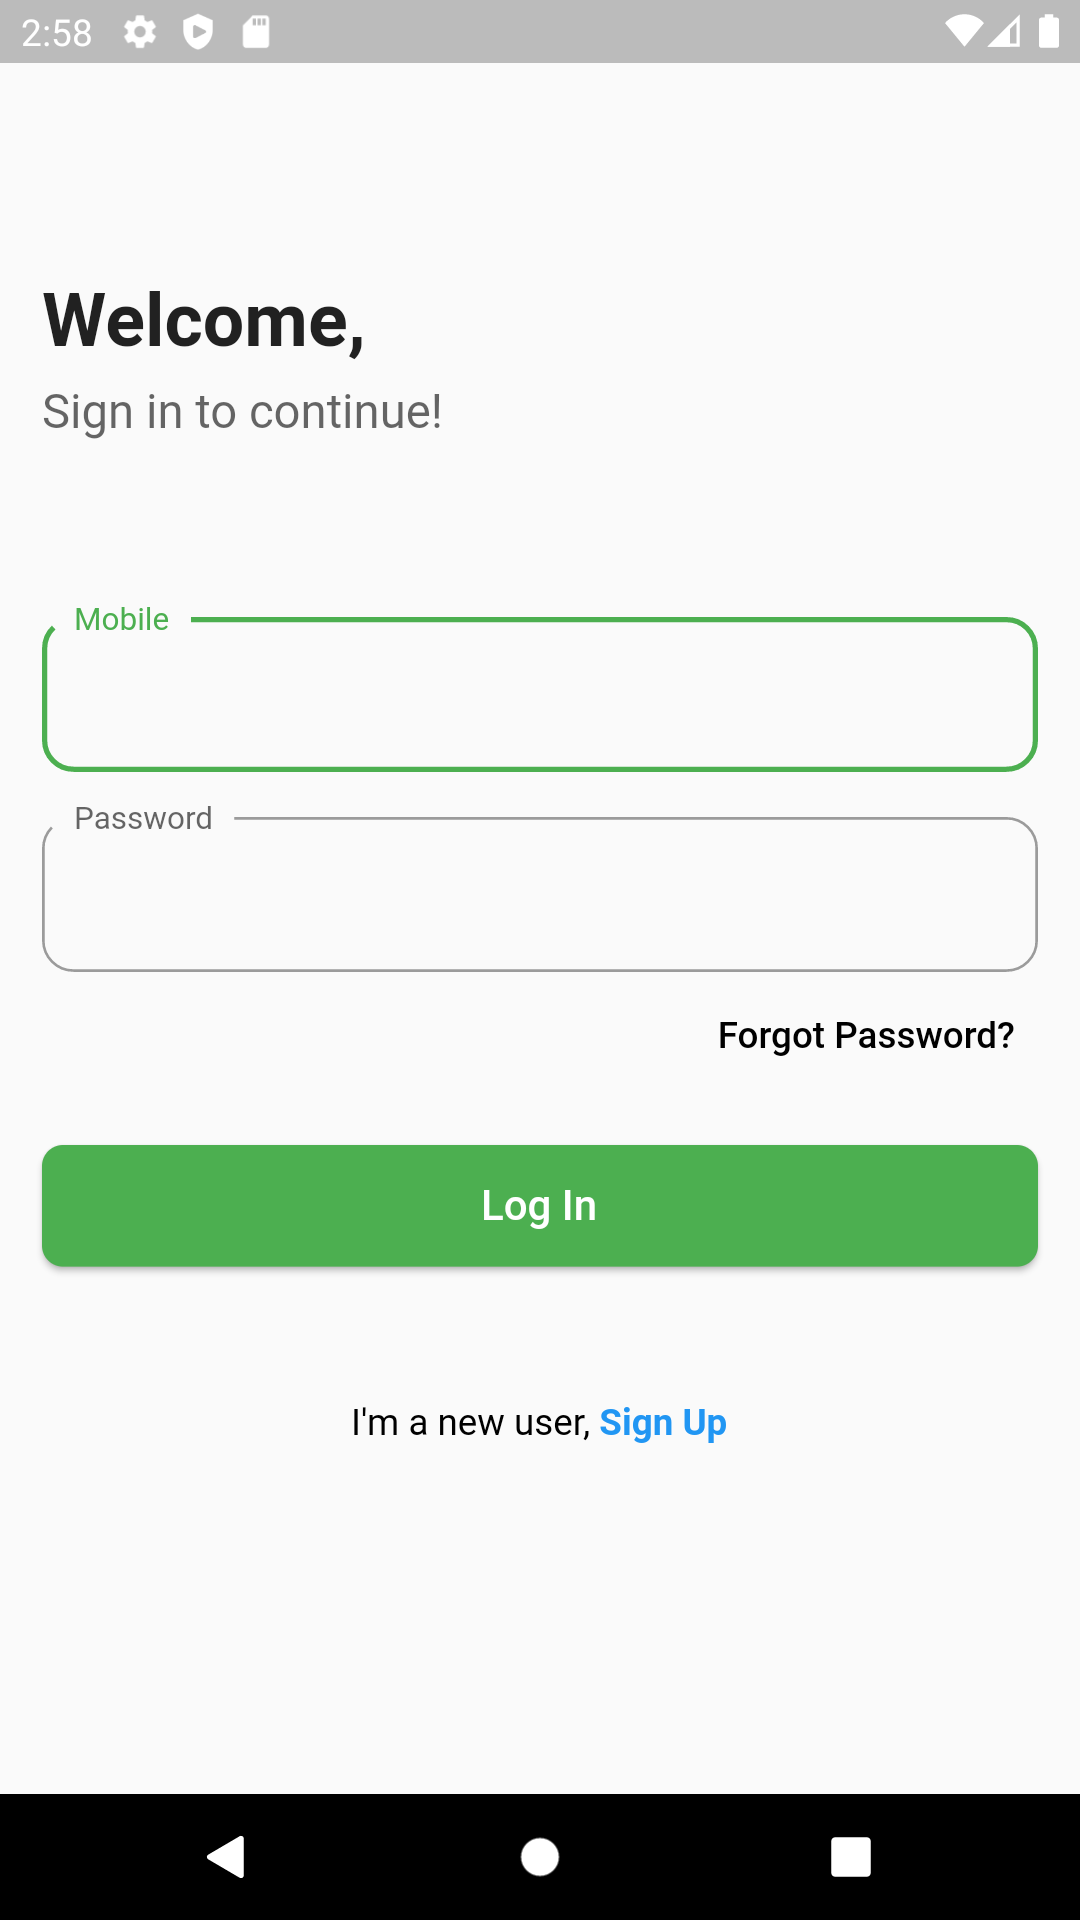 2:58
Welcome,
Sign in to continue!
Mobile
Password
Forgot Password?
Log In
I'm a new user, Sign Up